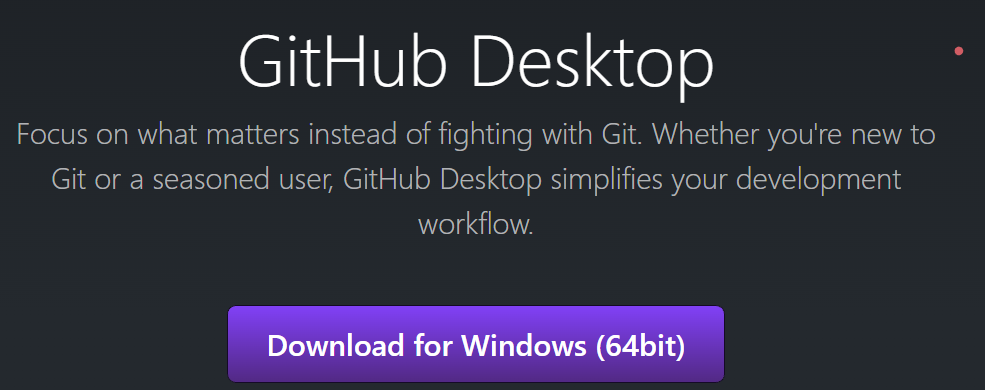 GitHub Desktop
Focus on what matters instead of fighting with Git. Whether you're new to
Git or a seasoned user, GitHub Desktop simplifies your development
workflow.
Download for Windows (64bit)